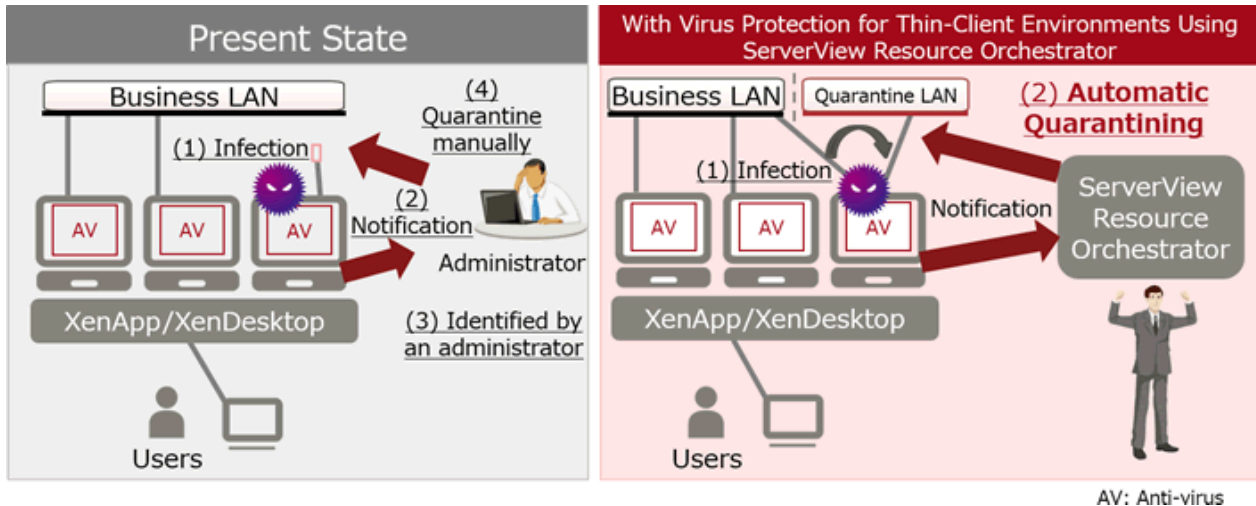 Present State
Business LAN
(4)
Quarantine
manually
(1) Infection
AV
AV
AV
(2)
Notification
Administrator
XenApp/XenDesktop
(3) Identified by
an administrator
Users
With Virus Protection for Thin-Client Environments Using
ServerView Resource Orchestrator
Business LAN
Quarantine LAN
(2) Automatic
Quarantining
(1) Infection
AV
AV
AV
Notification
ServerView
Resource
Orchestrator
XenApp/XenDesktop
Users
AV: Anti-virus